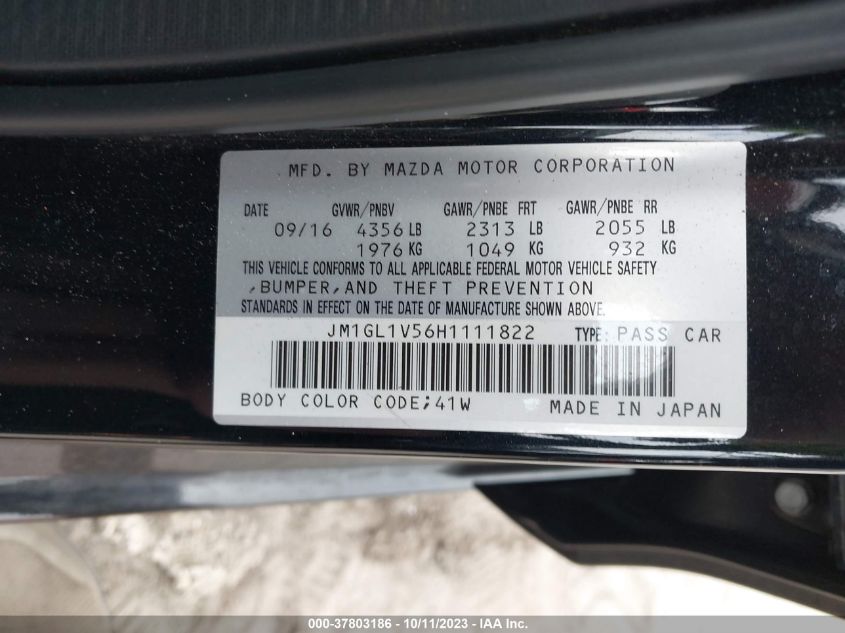 MFD. BY MAZDA MOTOR CORPORATION
DATE GVWR/PNBV GAWR/PNBE FRT GAWR/PNBE RR
09/16 4356 LB 2313 LB 2055 LB
1976 KG 1049 KG 932 KG
THIS VEHICLE CONFORMS TO ALL APPLICABLE FEDERAL MOTOR VEHICLE SAFETY
,BUMPER,AND THEFT PREVENTION
STANDARDS IN EFFECT ON THE DATE OF MANUFACTURE SHOWN ABOVE.
JM1GL1V56H1111822 TYPE: PASS CAR
BODY COLOR CODE;41W MADE IN JAPAN
000-37803186 - 10/11/2023 - IAA Inc.